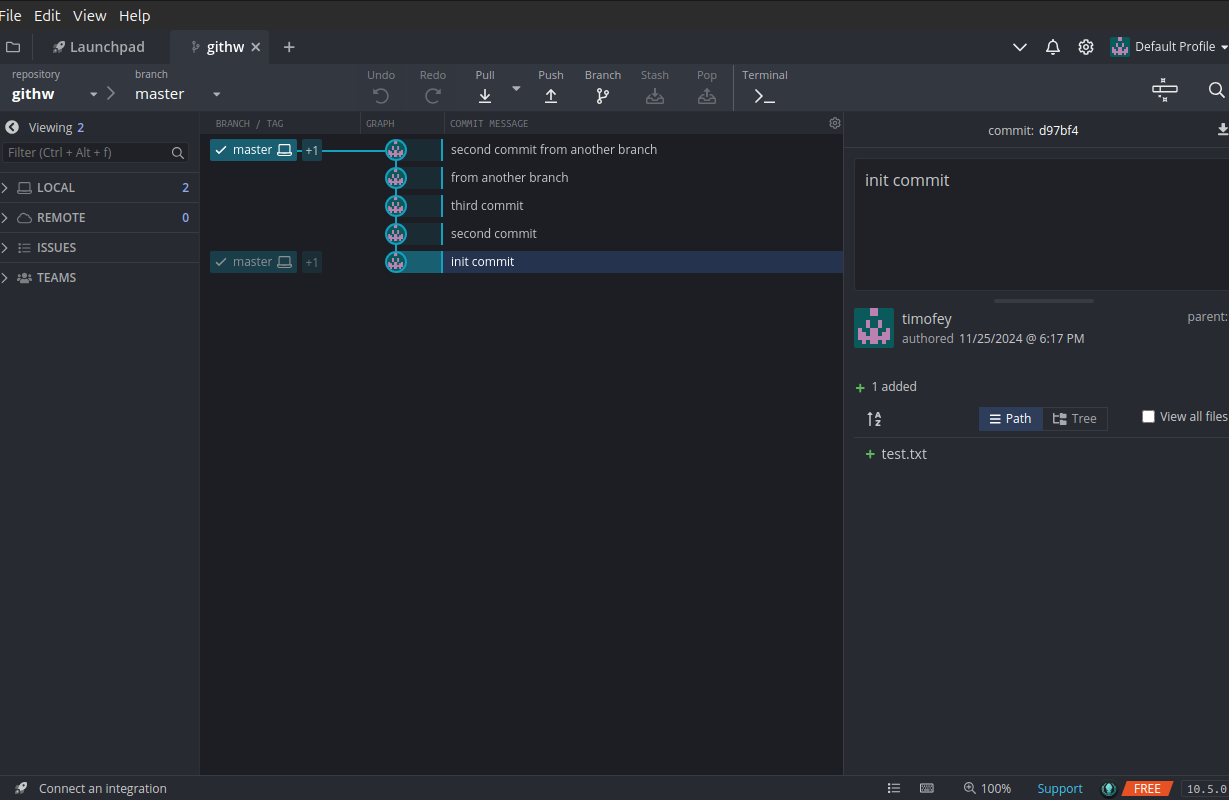 File Edit View Help
Launchpad githw Default Profile
repository branch Undo Redo Pull Push Branch Stash Pop Terminal
githw master
BRANCH / TAG GRAPH COMMIT MESSAGE
Viewing 2
Filter (Ctrl + Alt + f)
LOCAL 2
REMOTE 0
ISSUES
TEAMS
master +1 second commit from another branch
from another branch
third commit
second commit
master +1 init commit
commit: d97bf4
init commit
timofey parent:
authored 11/25/2024 @ 6:17 PM
+ 1 added
A Z Path Tree View all files
+ test.txt
Connect an integration 100% Support FREE 10.5.0